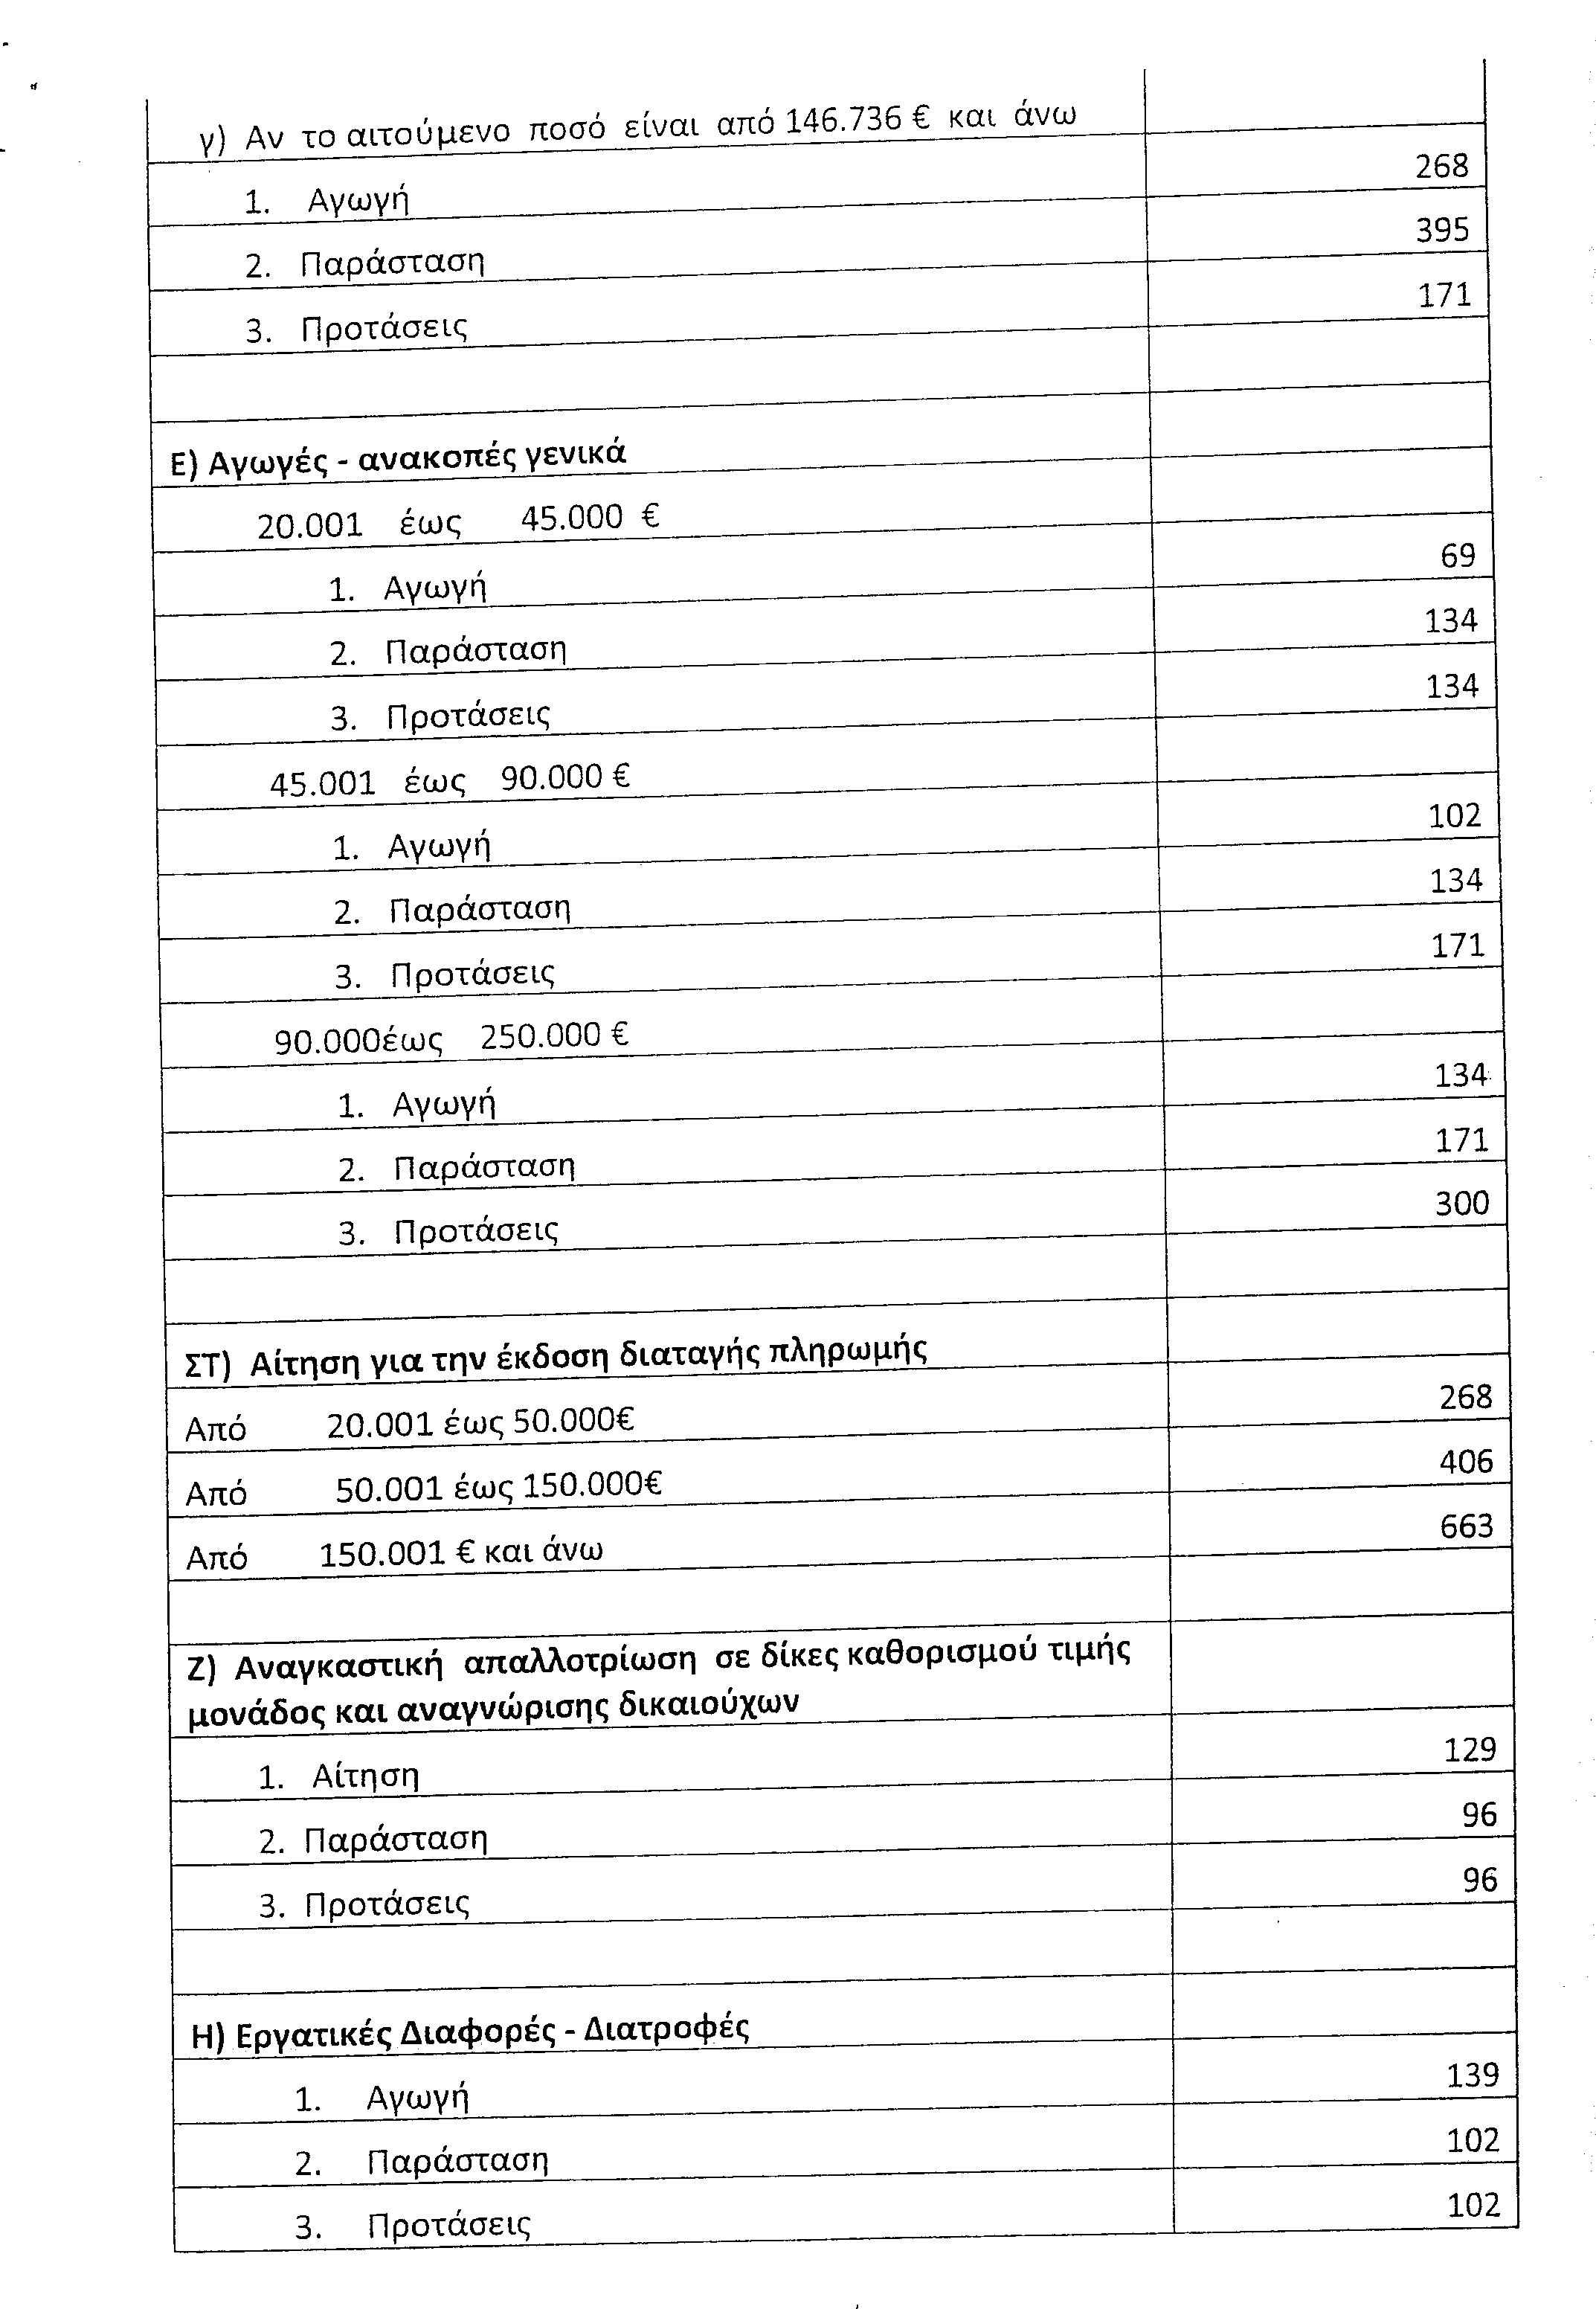 γ) Αν το αιτούμενο ποσό είναι από 146.736 € και άνω
1. Αγωγή 268
2. Παράσταση 395
3. Προτάσεις 171
Ε) Αγωγές - ανακοπές γενικά
20.001 έως 45.000 €
1. Αγωγή 69
2. Παράσταση 134
3. Προτάσεις 134
45.001 έως 90.000 €
1. Αγωγή 102
2. Παράσταση 134
3. Προτάσεις 171
90.000έως 250.000 €
1. Αγωγή 134
2. Παράσταση 171
3. Προτάσεις 300
ΣΤ) Αίτηση για την έκδοση διαταγής πληρωμής
Από 20.001 έως 50.000€ 268
Από 50.001 έως 150.000€ 406
Από 150.001 € και άνω 663
Ζ) Αναγκαστική απαλλοτρίωση σε δίκες καθορισμού τιμής
μονάδος και αναγνώρισης δικαιούχων
1. Αίτηση 129
2. Παράσταση 96
3. Προτάσεις 96
Η) Εργατικές Διαφορές - Διατροφές
1. Αγωγή 139
2. Παράσταση 102
3. Προτάσεις 102